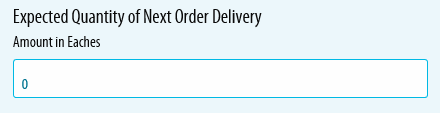 Expected Quantity of Next Order Delivery
Amount in Eaches
0